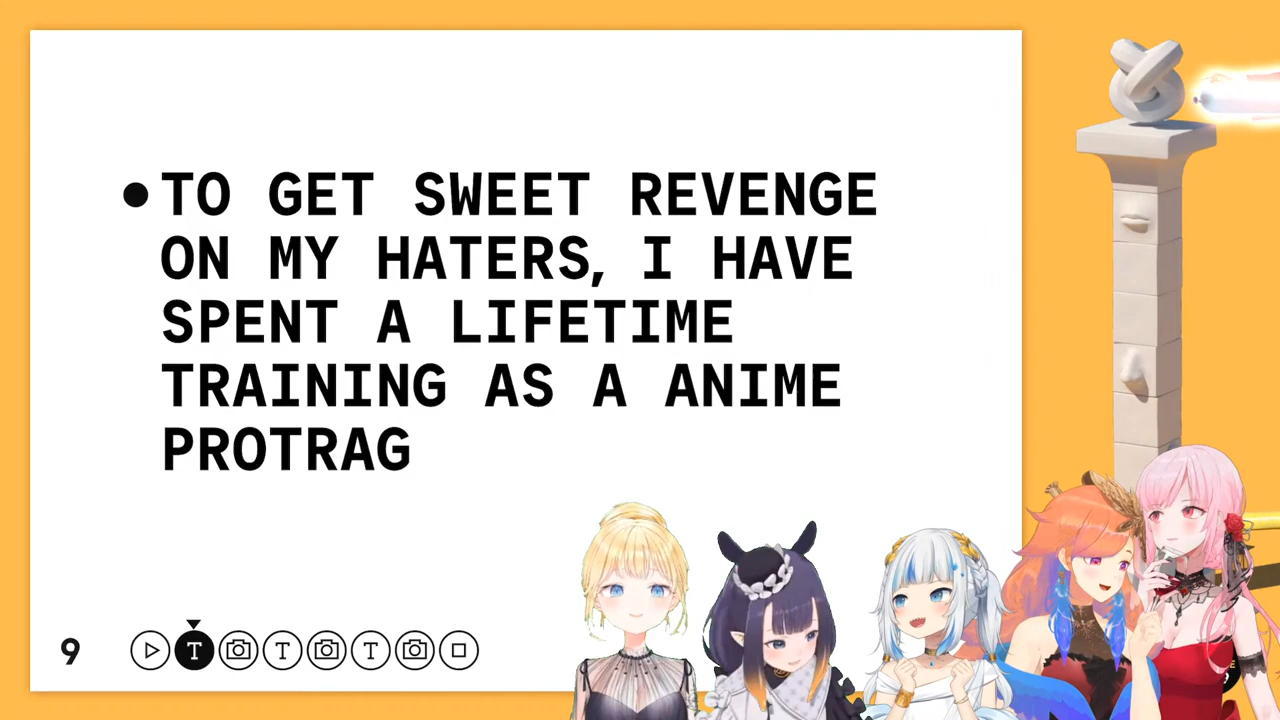 •TO GET SWEET REVENGE
ON MY HATERS, I HAVE
SPENT A LIFETIME
TRAINING AS A ANIME
PROTRAG
9
T T T